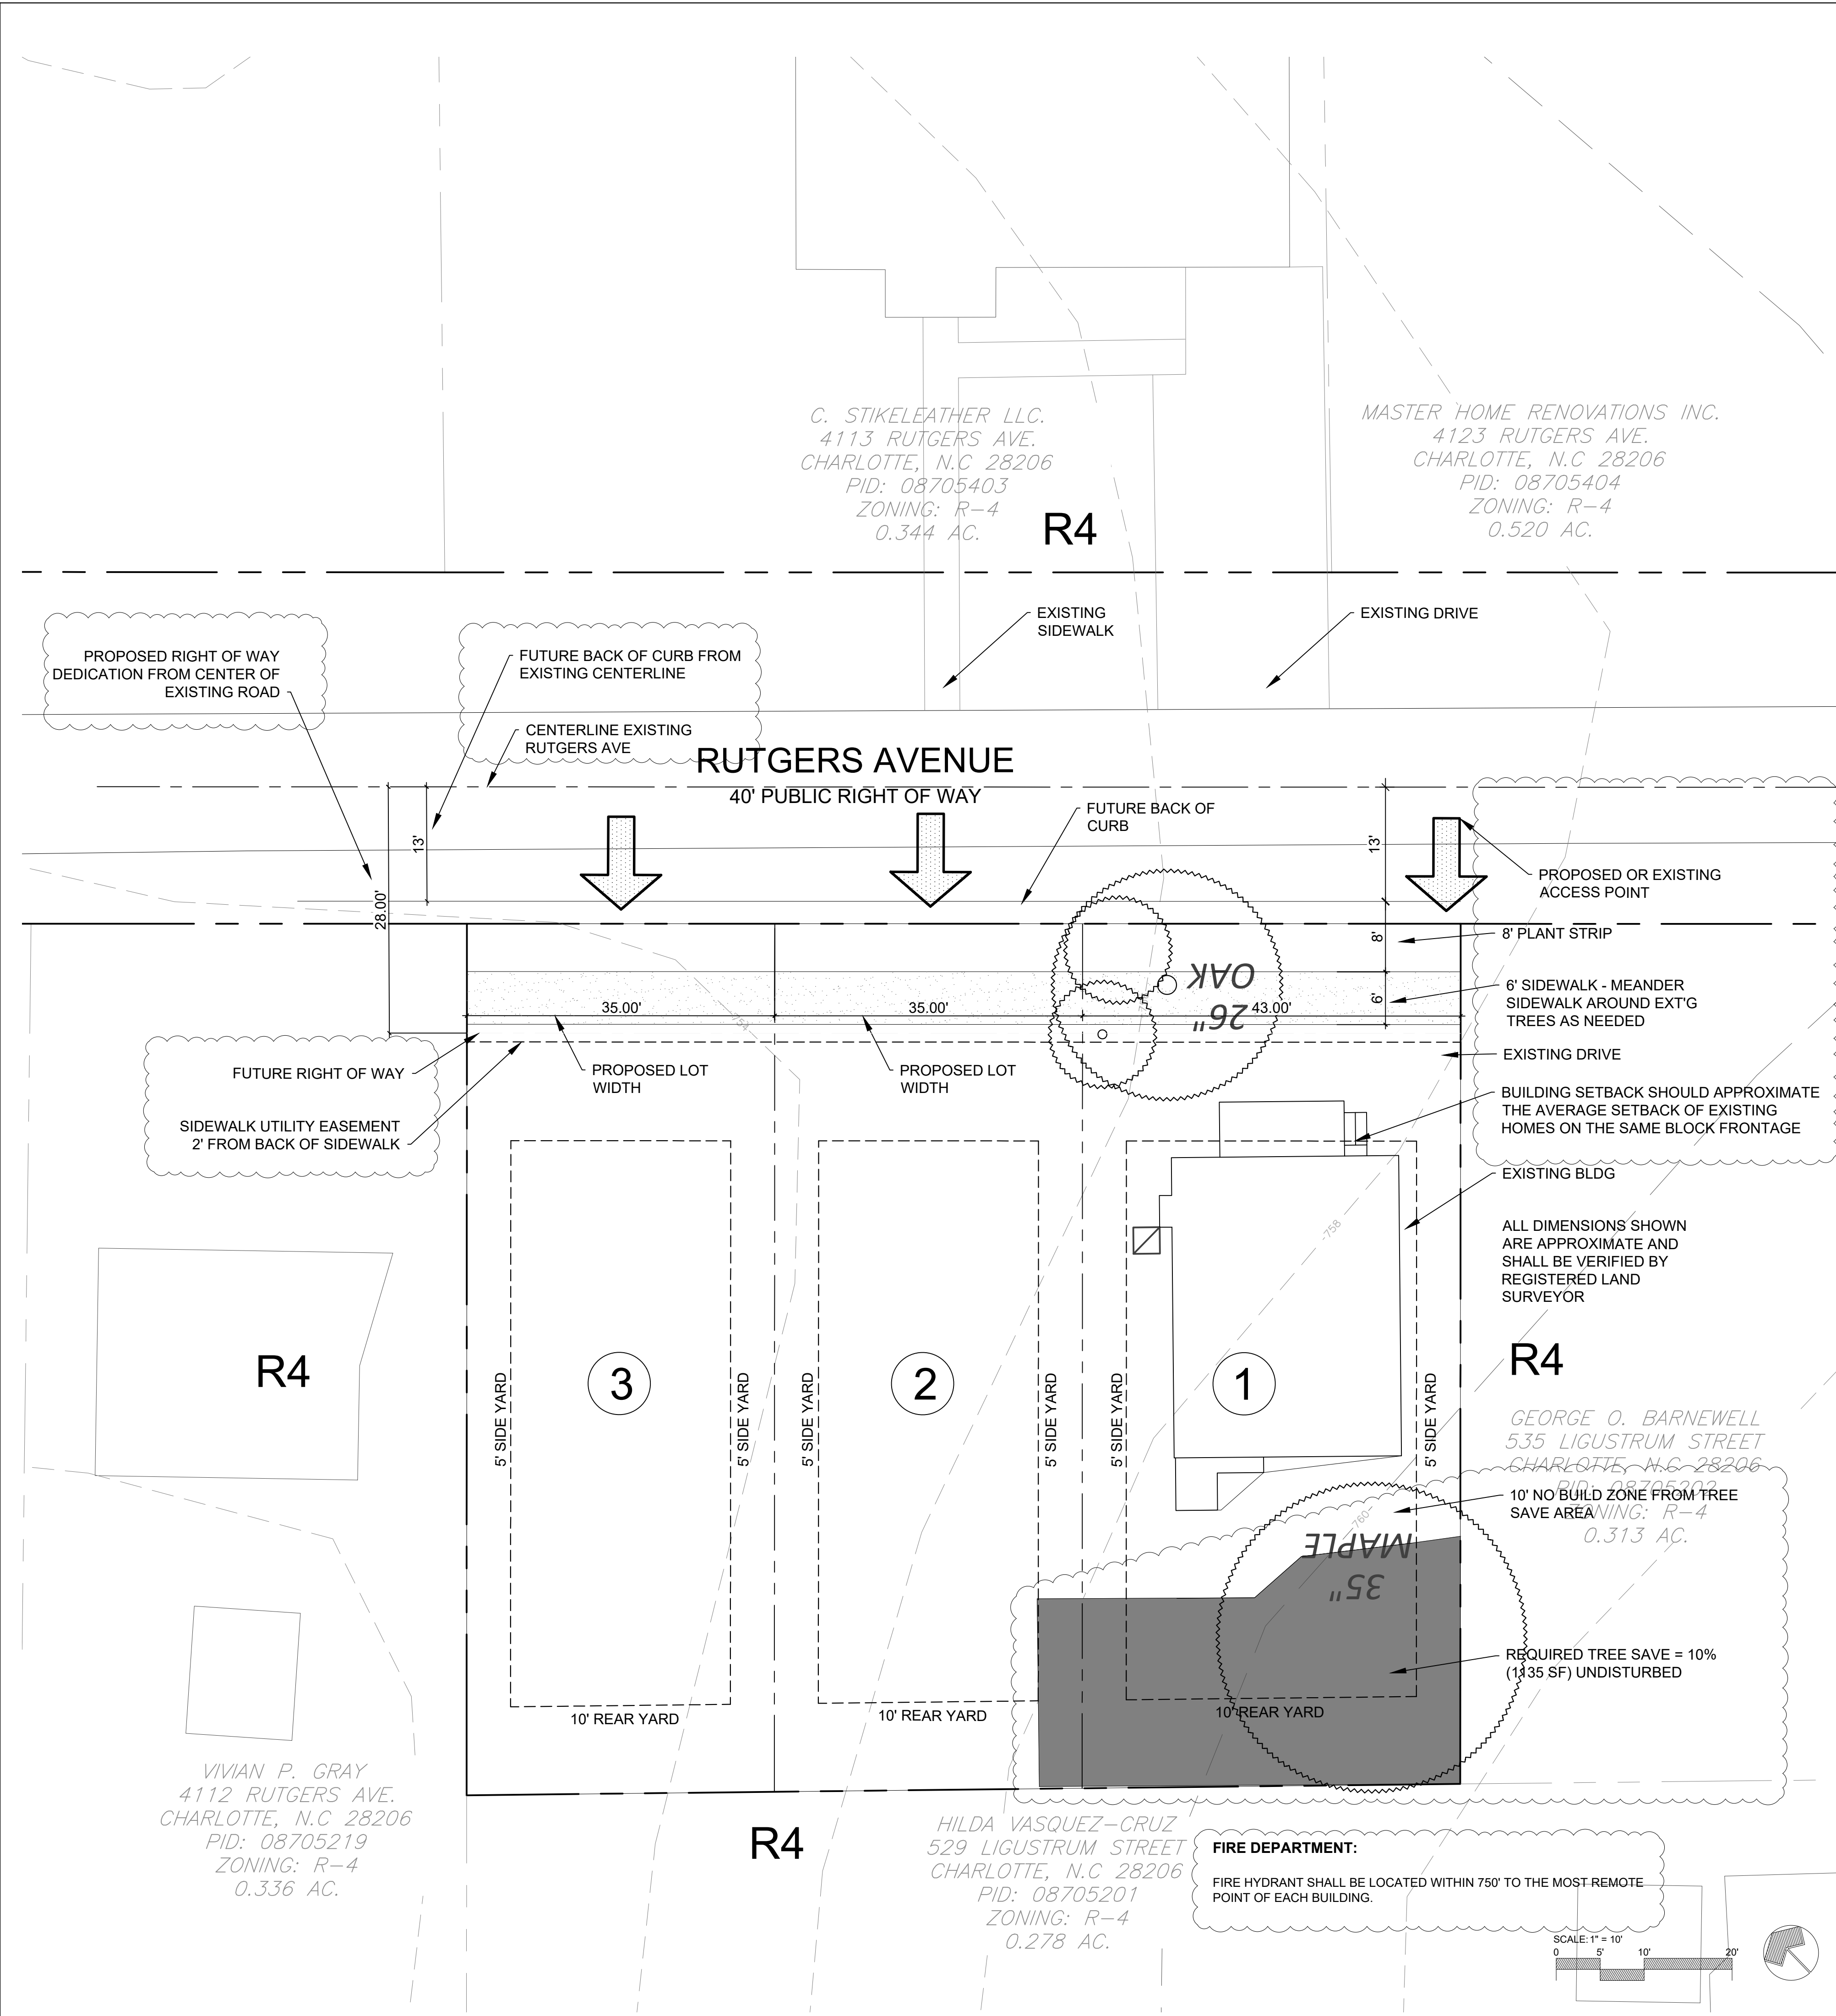 C. STIKELEATHER LLC.
4113 RUTGERS AVE.
CHARLOTTE, N.C 28206
PID: 08705403
ZONING: R-4
0.344 AC.
MASTER HOME RENOVATIONS INC.
4123 RUTGERS AVE.
CHARLOTTE, N.C 28206
PID: 08705404
ZONING: R-4
0.520 AC.
R4
EXISTING
SIDEWALK
EXISTING DRIVE
PROPOSED RIGHT OF WAY
DEDICATION FROM CENTER OF
EXISTING ROAD
FUTURE BACK OF CURB FROM
EXISTING CENTERLINE
CENTERLINE EXISTING
RUTGERS AVE
RUTGERS AVENUE
40' PUBLIC RIGHT OF WAY
FUTURE BACK OF
CURB
13'
28.00'
13'
PROPOSED OR EXISTING
ACCESS POINT
8'
8' PLANT STRIP
6'
6' SIDEWALK - MEANDER
SIDEWALK AROUND EXT'G
TREES AS NEEDED
26"
OAK
35.00'
35.00'
43.00'
754
EXISTING DRIVE
FUTURE RIGHT OF WAY
PROPOSED LOT
WIDTH
PROPOSED LOT
WIDTH
SIDEWALK UTILITY EASEMENT
2' FROM BACK OF SIDEWALK
BUILDING SETBACK SHOULD APPROXIMATE
THE AVERAGE SETBACK OF EXISTING
HOMES ON THE SAME BLOCK FRONTAGE
EXISTING BLDG
758
ALL DIMENSIONS SHOWN
ARE APPROXIMATE AND
SHALL BE VERIFIED BY
REGISTERED LAND
SURVEYOR
R4
3
2
1
R4
5' SIDE YARD
5' SIDE YARD
5' SIDE YARD
5' SIDE YARD
5' SIDE YARD
5' SIDE YARD
GEORGE O. BARNEWELL
535 LIGUSTRUM STREET
CHARLOTTE, N.C 28206
PID: 08705202
ZONING: R-4
0.313 AC.
10' NO BUILD ZONE FROM TREE
SAVE AREA
760
35"
MAPLE
REQUIRED TREE SAVE = 10%
(1135 SF) UNDISTURBED
10' REAR YARD
10' REAR YARD
10' REAR YARD
VIVIAN P. GRAY
4112 RUTGERS AVE.
CHARLOTTE, N.C 28206
PID: 08705219
ZONING: R-4
0.336 AC.
R4
HILDA VASQUEZ-CRUZ
529 LIGUSTRUM STREET
CHARLOTTE, N.C 28206
PID: 08705201
ZONING: R-4
0.278 AC.
FIRE DEPARTMENT:
FIRE HYDRANT SHALL BE LOCATED WITHIN 750' TO THE MOST REMOTE
POINT OF EACH BUILDING.
SCALE: 1" = 10'
0 5' 10' 20'